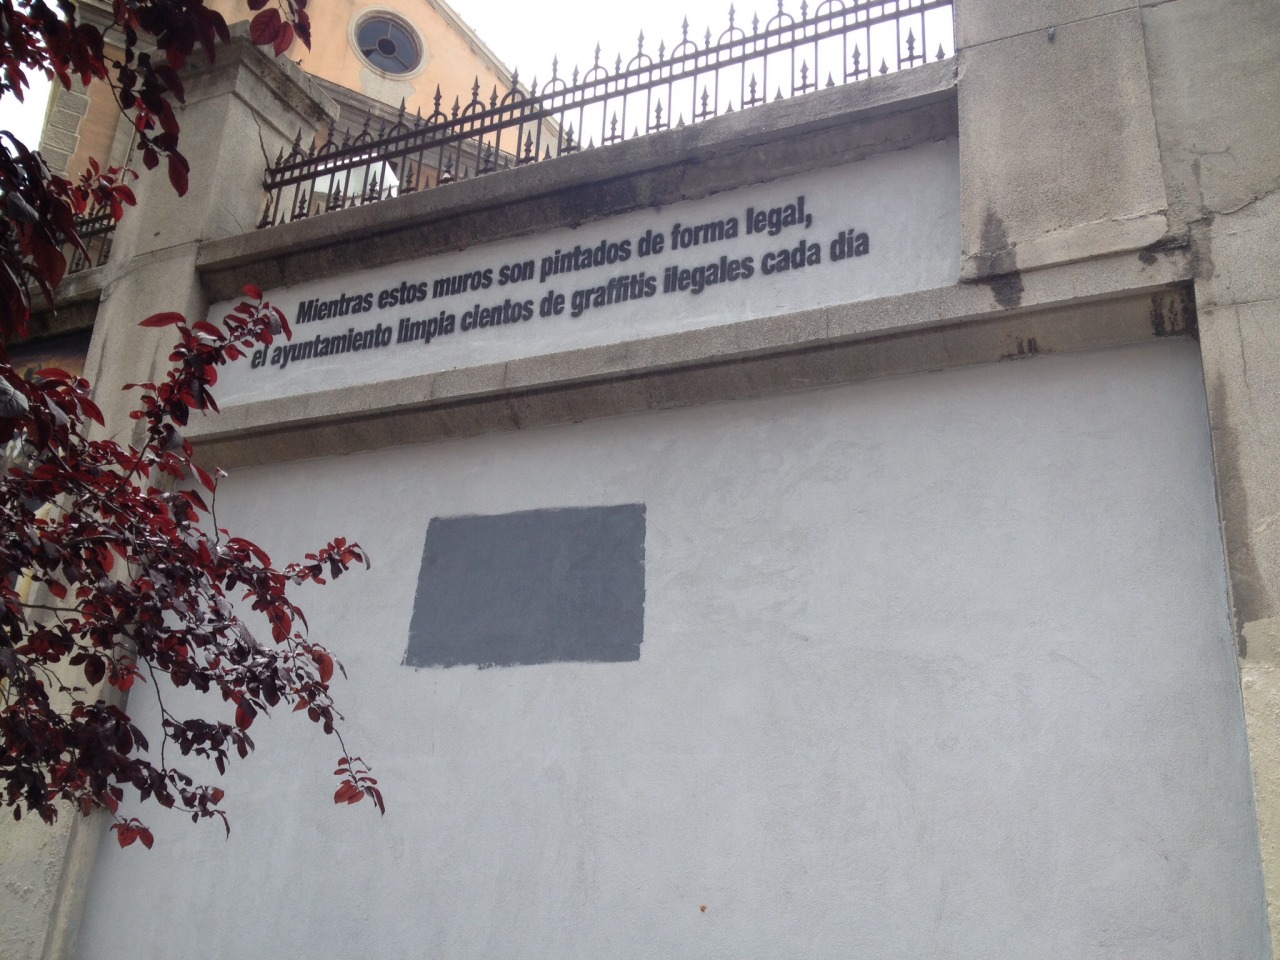 Mientras estos muros son pintados de forma legal,
el ayuntamiento limpia cientos de graffitis ilegales cada día